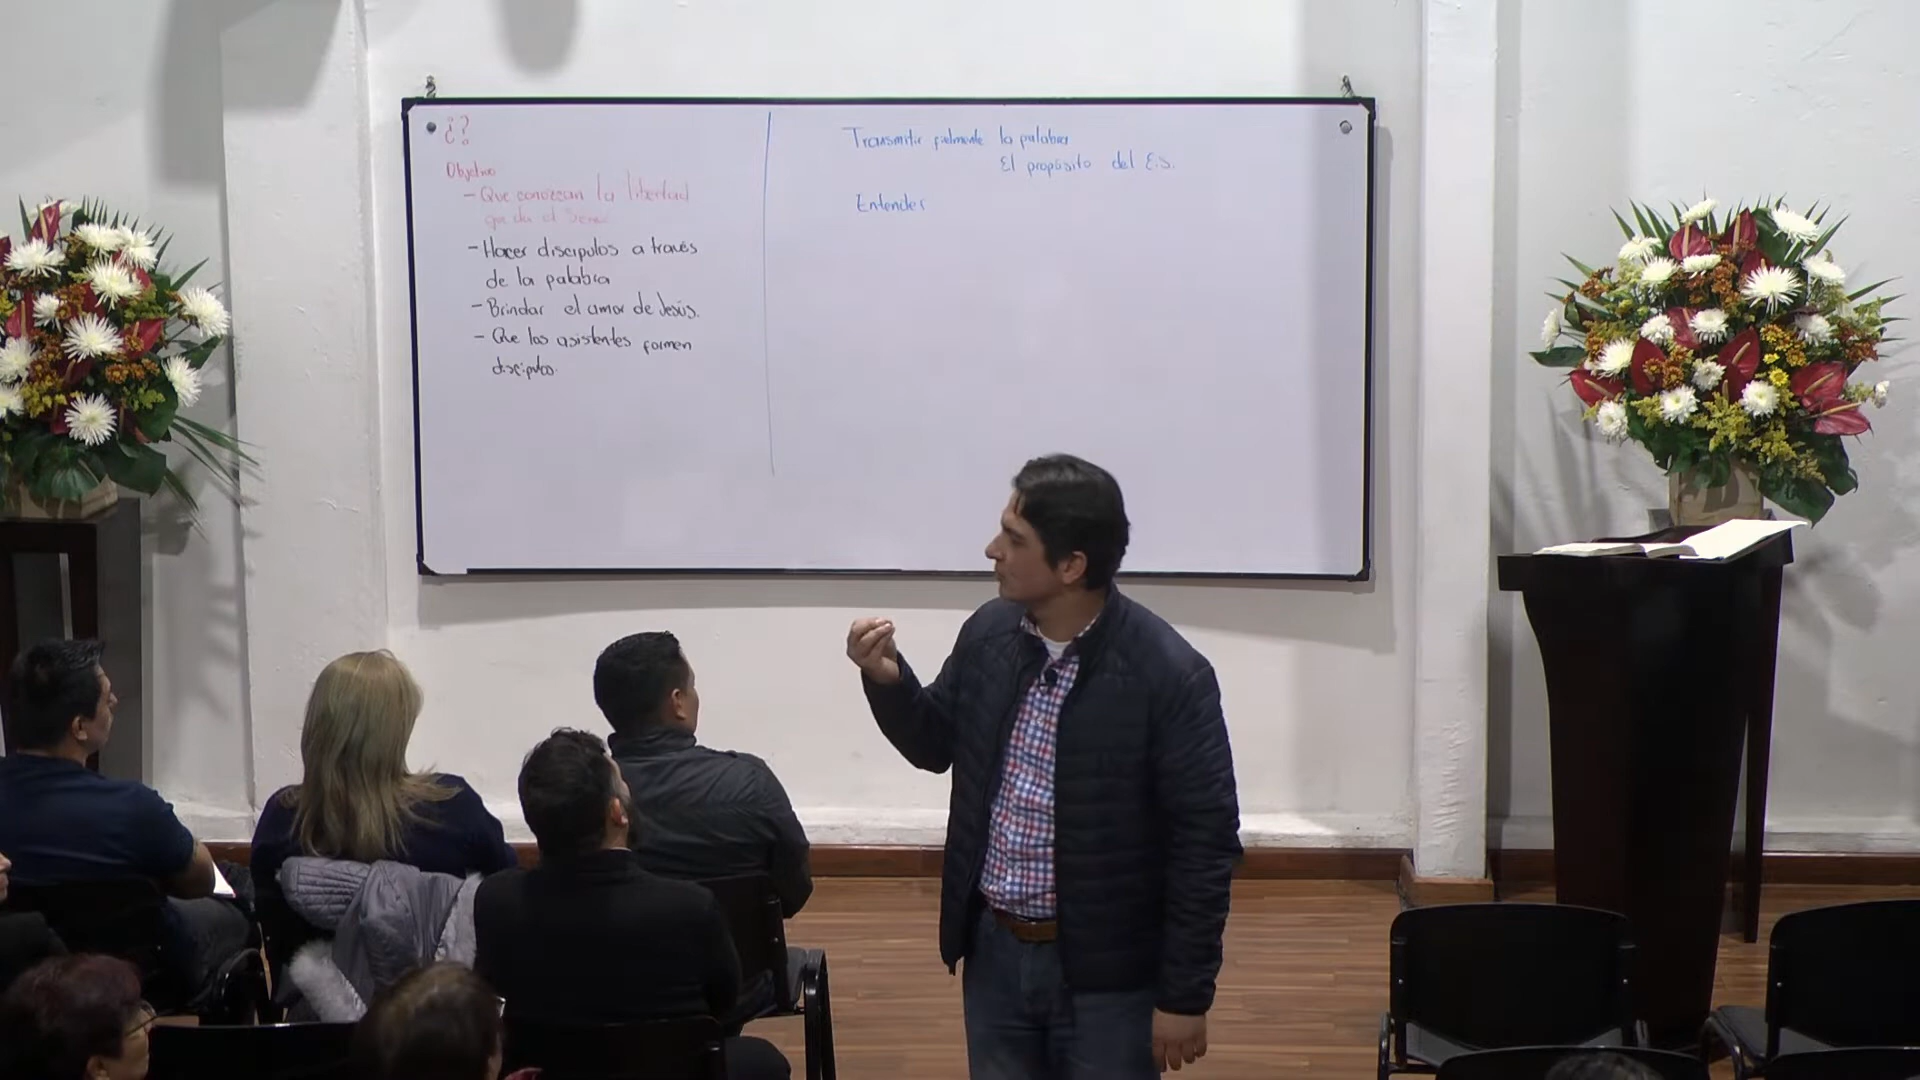 ¿?
Objetivo
- Que conozcan la libertad
que da el Señor
- Hacer discipulos a través
de la palabra
- Brindar el amor de Jesús.
- Que los asistentes formen
discipulos.
Transmitir fielmente la palabra
El propósito del E.S.
Entender